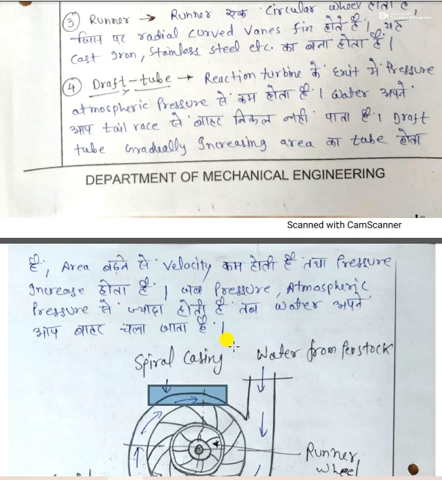 ③ Runner → Runner एक Circular wheel होता है,
जिस पर radial curved vanes fix होते है। यह
Cast Iron, Stainless steel etc. का बना होता है।
④ Draft-tube → Reaction turbine के Exit में Pressure
atmospheric Pressure से कम होता है। Water अपने
आप tail race से बाहर निकल नहीं पाता है। Draft
tube Gradually Increasing area का tube होता
DEPARTMENT OF MECHANICAL ENGINEERING
Scanned with CamScanner
है, Area बढ़ने से Velocity कम होती है तथा Pressure
Increase होता है। जब Pressure, Atmospheric
Pressure से ज्यादा होती है तब Water अपने
आप बाहर चला जाता है।
Spiral Casing Water from Penstock
Runner
wheel